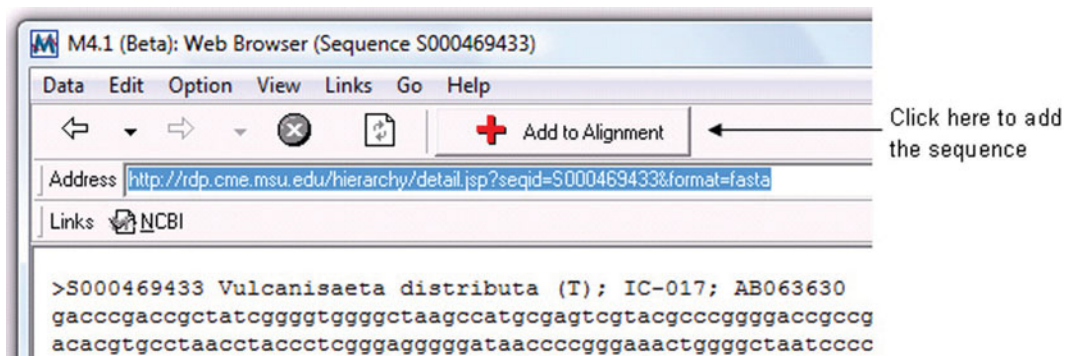 M4.1 (Beta): Web Browser (Sequence S000469433)
Data Edit Option View Links Go Help
Add to Alignment
Click here to add
the sequence
Address http://rdp.cme.msu.edu/hierarchy/detail.jsp?seqid=S000469433&format=fasta
Links NCBI
>S000469433 Vulcanisaeta distributa (T); IC-017; AB063630
gacccgaccgctatcggggtggggctaagccatgcgagtcgtacgcccggggaccgccg
acacgtgcctaacctaccctcgggagggggataaccccgggaaactggggctaatcccc